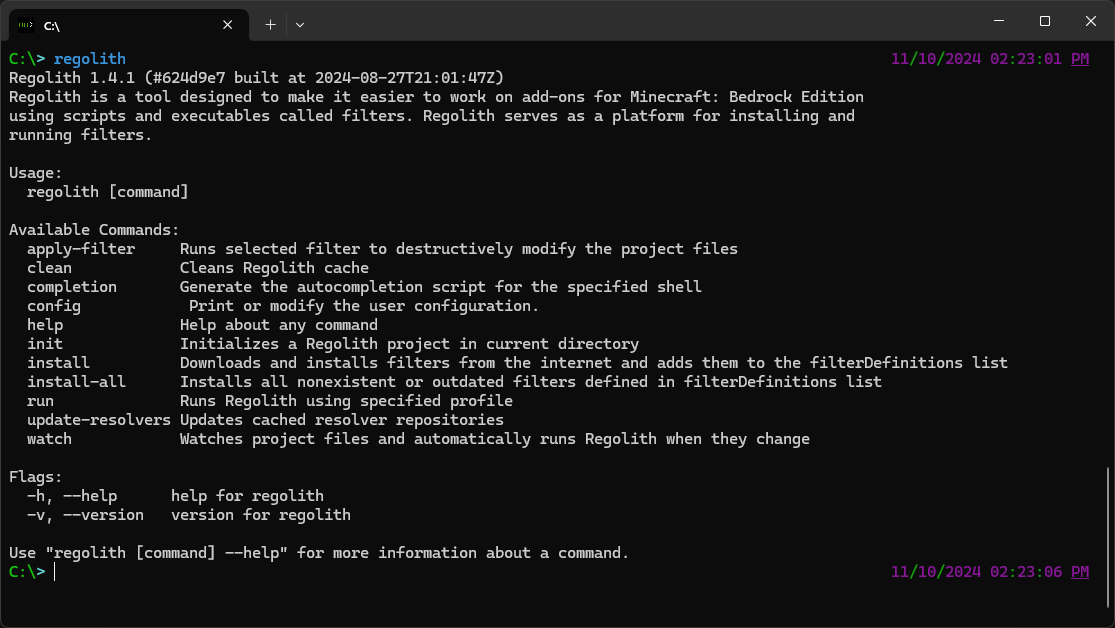 C:\
C:\> regolith 11/10/2024 02:23:01 PM
Regolith 1.4.1 (#624d9e7 built at 2024-08-27T21:01:47Z)
Regolith is a tool designed to make it easier to work on add-ons for Minecraft: Bedrock Edition
using scripts and executables called filters. Regolith serves as a platform for installing and
running filters.
Usage:
regolith [command]
Available Commands:
apply-filter Runs selected filter to destructively modify the project files
clean Cleans Regolith cache
completion Generate the autocompletion script for the specified shell
config Print or modify the user configuration.
help Help about any command
init Initializes a Regolith project in current directory
install Downloads and installs filters from the internet and adds them to the filterDefinitions list
install-all Installs all nonexistent or outdated filters defined in filterDefinitions list
run Runs Regolith using specified profile
update-resolvers Updates cached resolver repositories
watch Watches project files and automatically runs Regolith when they change
Flags:
-h, --help help for regolith
-v, --version version for regolith
Use "regolith [command] --help" for more information about a command.
C:\> 11/10/2024 02:23:06 PM